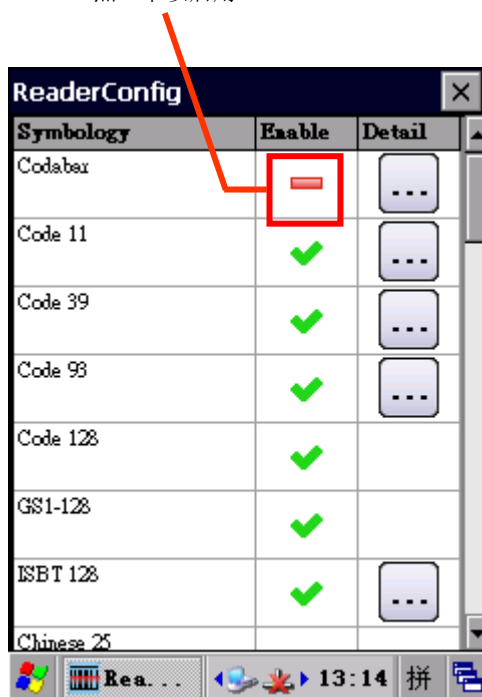 ReaderConfig
Symbology Enable Detail
Codabar
...
Code 11
...
Code 39
...
Code 93
...
Code 128
GS1-128
ISBT 128
...
Chinese 25
Rea... 13:14 拼